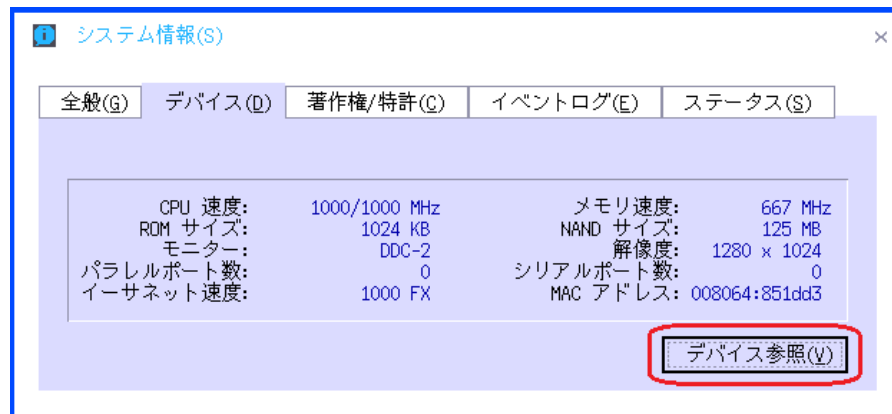 システム情報(S)
全般(G) デバイス(D) 著作権/特許(C) イベントログ(E) ステータス(S)
CPU 速度: 1000/1000 MHz メモリ速度: 667 MHz
ROM サイズ: 1024 KB NAND サイズ: 125 MB
モニター: DDC-2 解像度: 1280 x 1024
パラレルポート数: 0 シリアルポート数: 0
イーサネット速度: 1000 FX MAC アドレス: 008064:851dd3
デバイス参照(V)